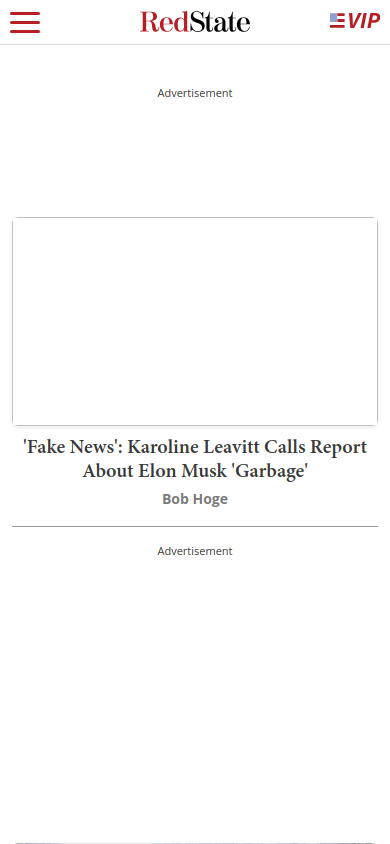 RedState
VIP
Advertisement
'Fake News': Karoline Leavitt Calls Report
About Elon Musk 'Garbage'
Bob Hoge
Advertisement